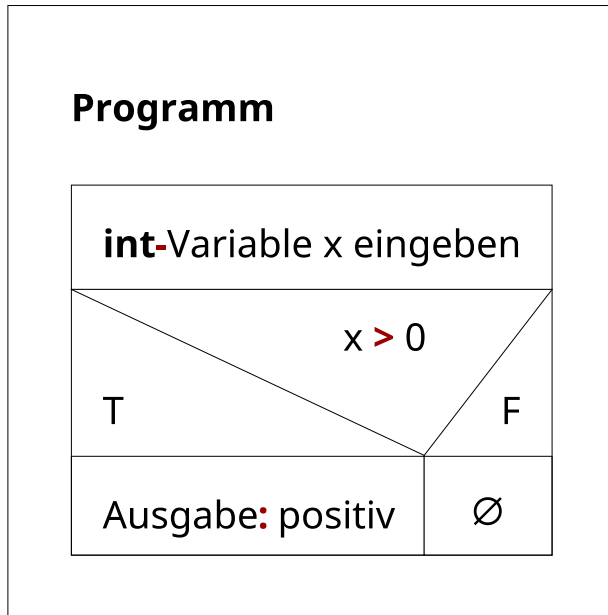 Programm
int-Variable x eingeben
x > 0
T F
Ausgabe: positiv ∅